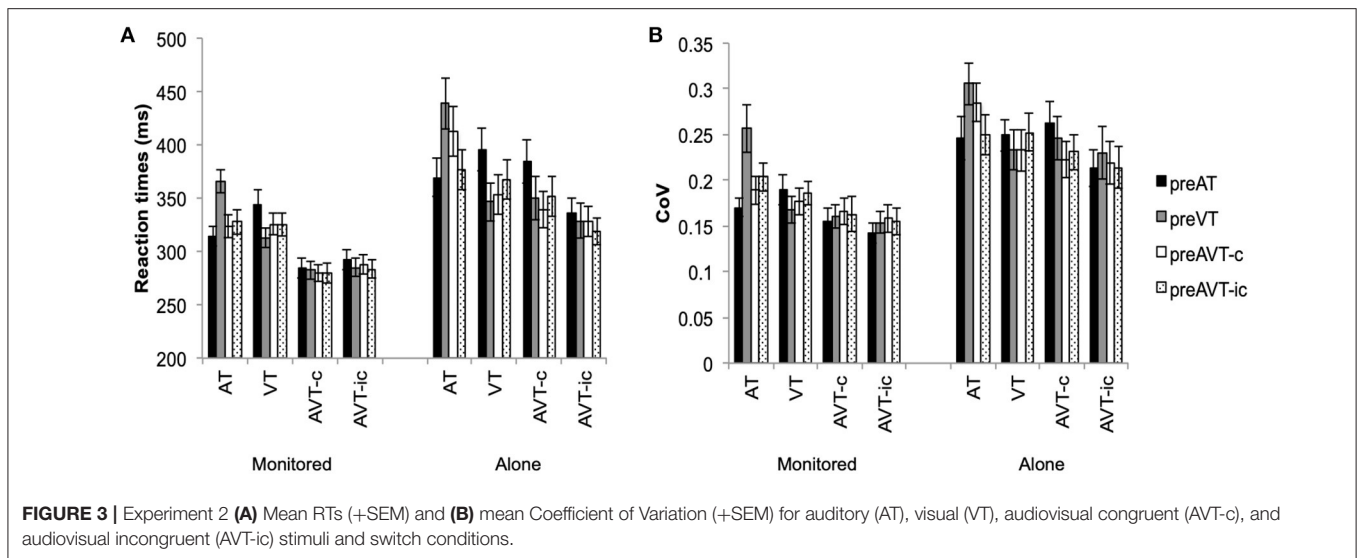 A
500
450
400
350
300
250
200
Reaction times (ms)
AT
VT
AVT-c
AVT-ic
AT
VT
AVT-c
AVT-ic
Monitored
Alone
B
0.35
0.3
0.25
0.2
0.15
0.1
0.05
0
CoV
AT
VT
AVT-c
AVT-ic
AT
VT
AVT-c
AVT-ic
Monitored
Alone
preAT
preVT
preAVT-c
preAVT-ic
FIGURE 3 | Experiment 2 (A) Mean RTs (+SEM) and (B) mean Coefficient of Variation (+SEM) for auditory (AT), visual (VT), audiovisual congruent (AVT-c), and
audiovisual incongruent (AVT-ic) stimuli and switch conditions.